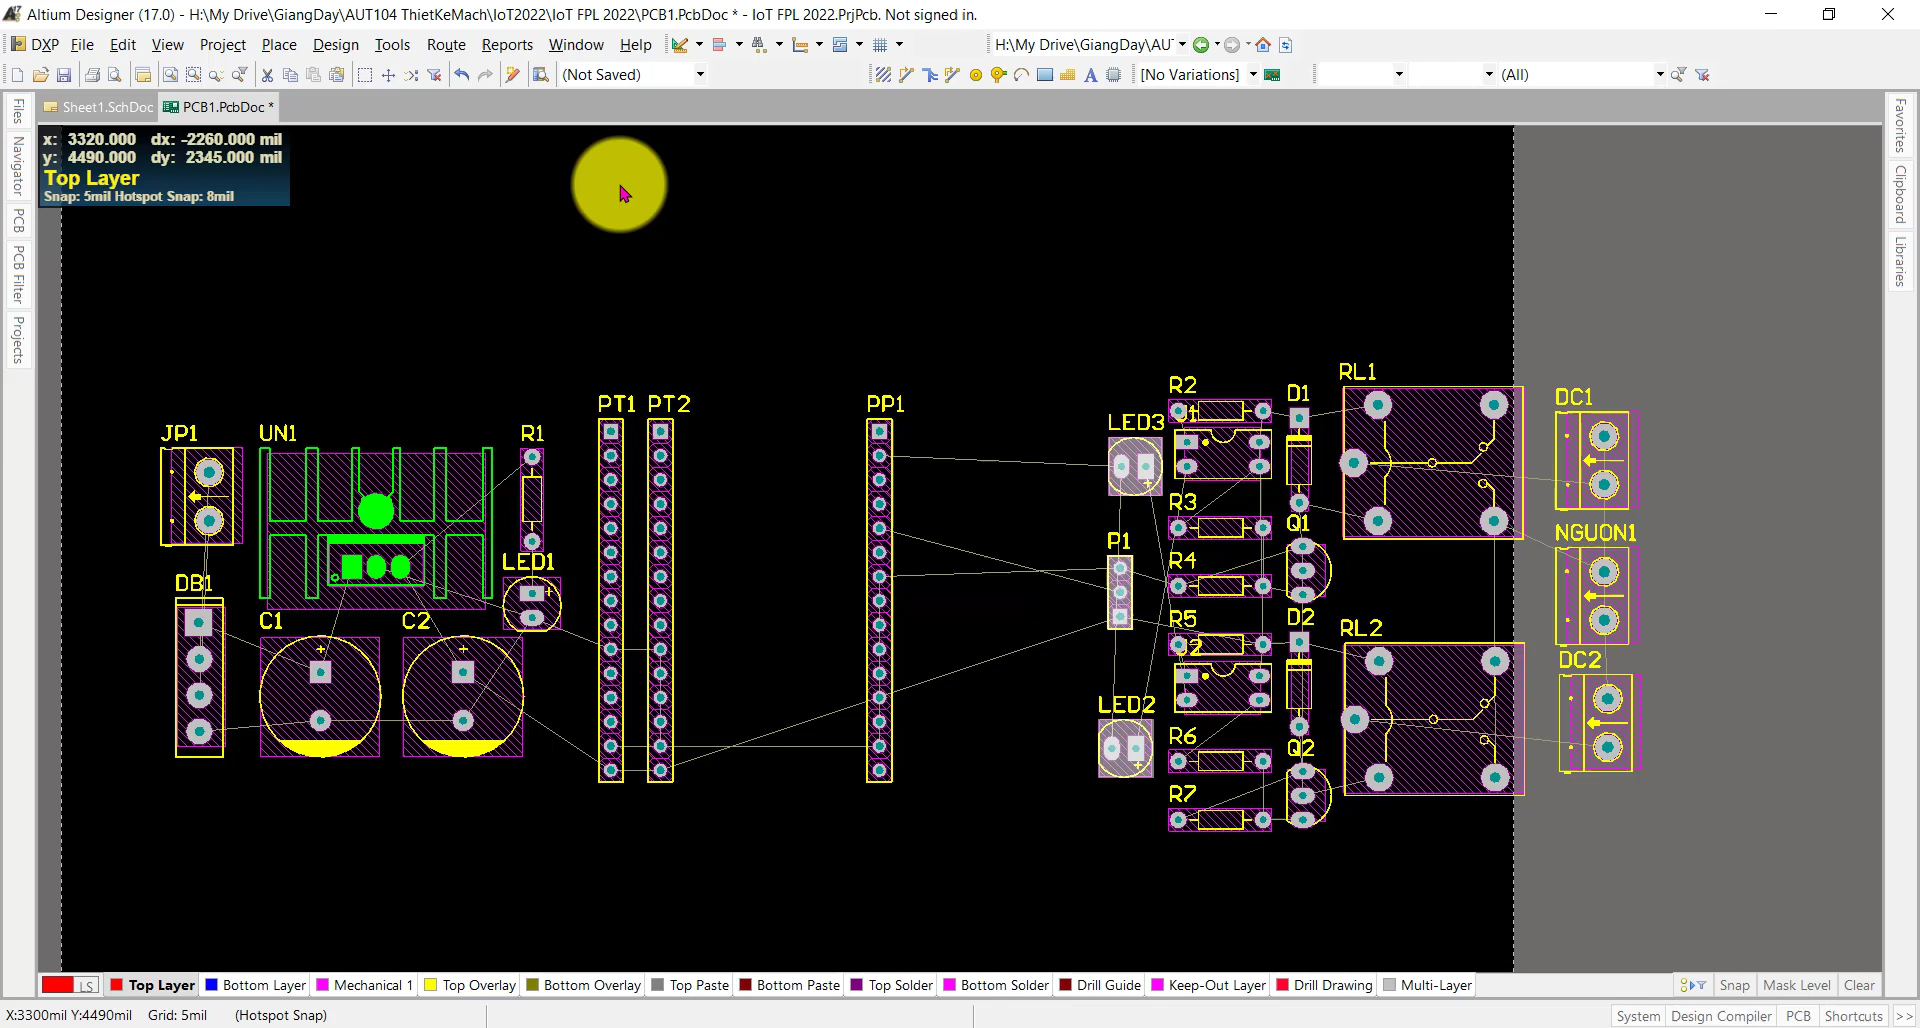 Altium Designer (17.0) - H:\My Drive\GiangDay\AUT104 ThietKeMach\IoT2022\IoT FPL 2022\PCB1.PcbDoc * - IoT FPL 2022.PrjPcb. Not signed in.
DXP File Edit View Project Place Design Tools Route Reports Window Help H:\My Drive\GiangDay\AU
(Not Saved) [No Variations] (All)
Sheet1.SchDoc PCB1.PcbDoc *
Files
Navigator
PCB
PCB Filter
Projects
Favorites
Clipboard
Libraries
x: 3320.000 dx: -2260.000 mil
y: 4490.000 dy: 2345.000 mil
Top Layer
Snap: 5mil Hotspot Snap: 8mil
RL1
R2
D1
DC1
PT1 PT2 PP1
LED3
JP1 UN1 R1
R3
Q1
NGUON1
P1
LED1
R4
DB1
C1 C2
R5
D2
RL2
DC2
LED2
R6
Q2
R7
LS Top Layer Bottom Layer Mechanical 1 Top Overlay Bottom Overlay Top Paste Bottom Paste Top Solder Bottom Solder Drill Guide Keep-Out Layer Drill Drawing Multi-Layer Snap Mask Level Clear
X:3300mil Y:4490mil Grid: 5mil (Hotspot Snap) System Design Compiler PCB Shortcuts >>